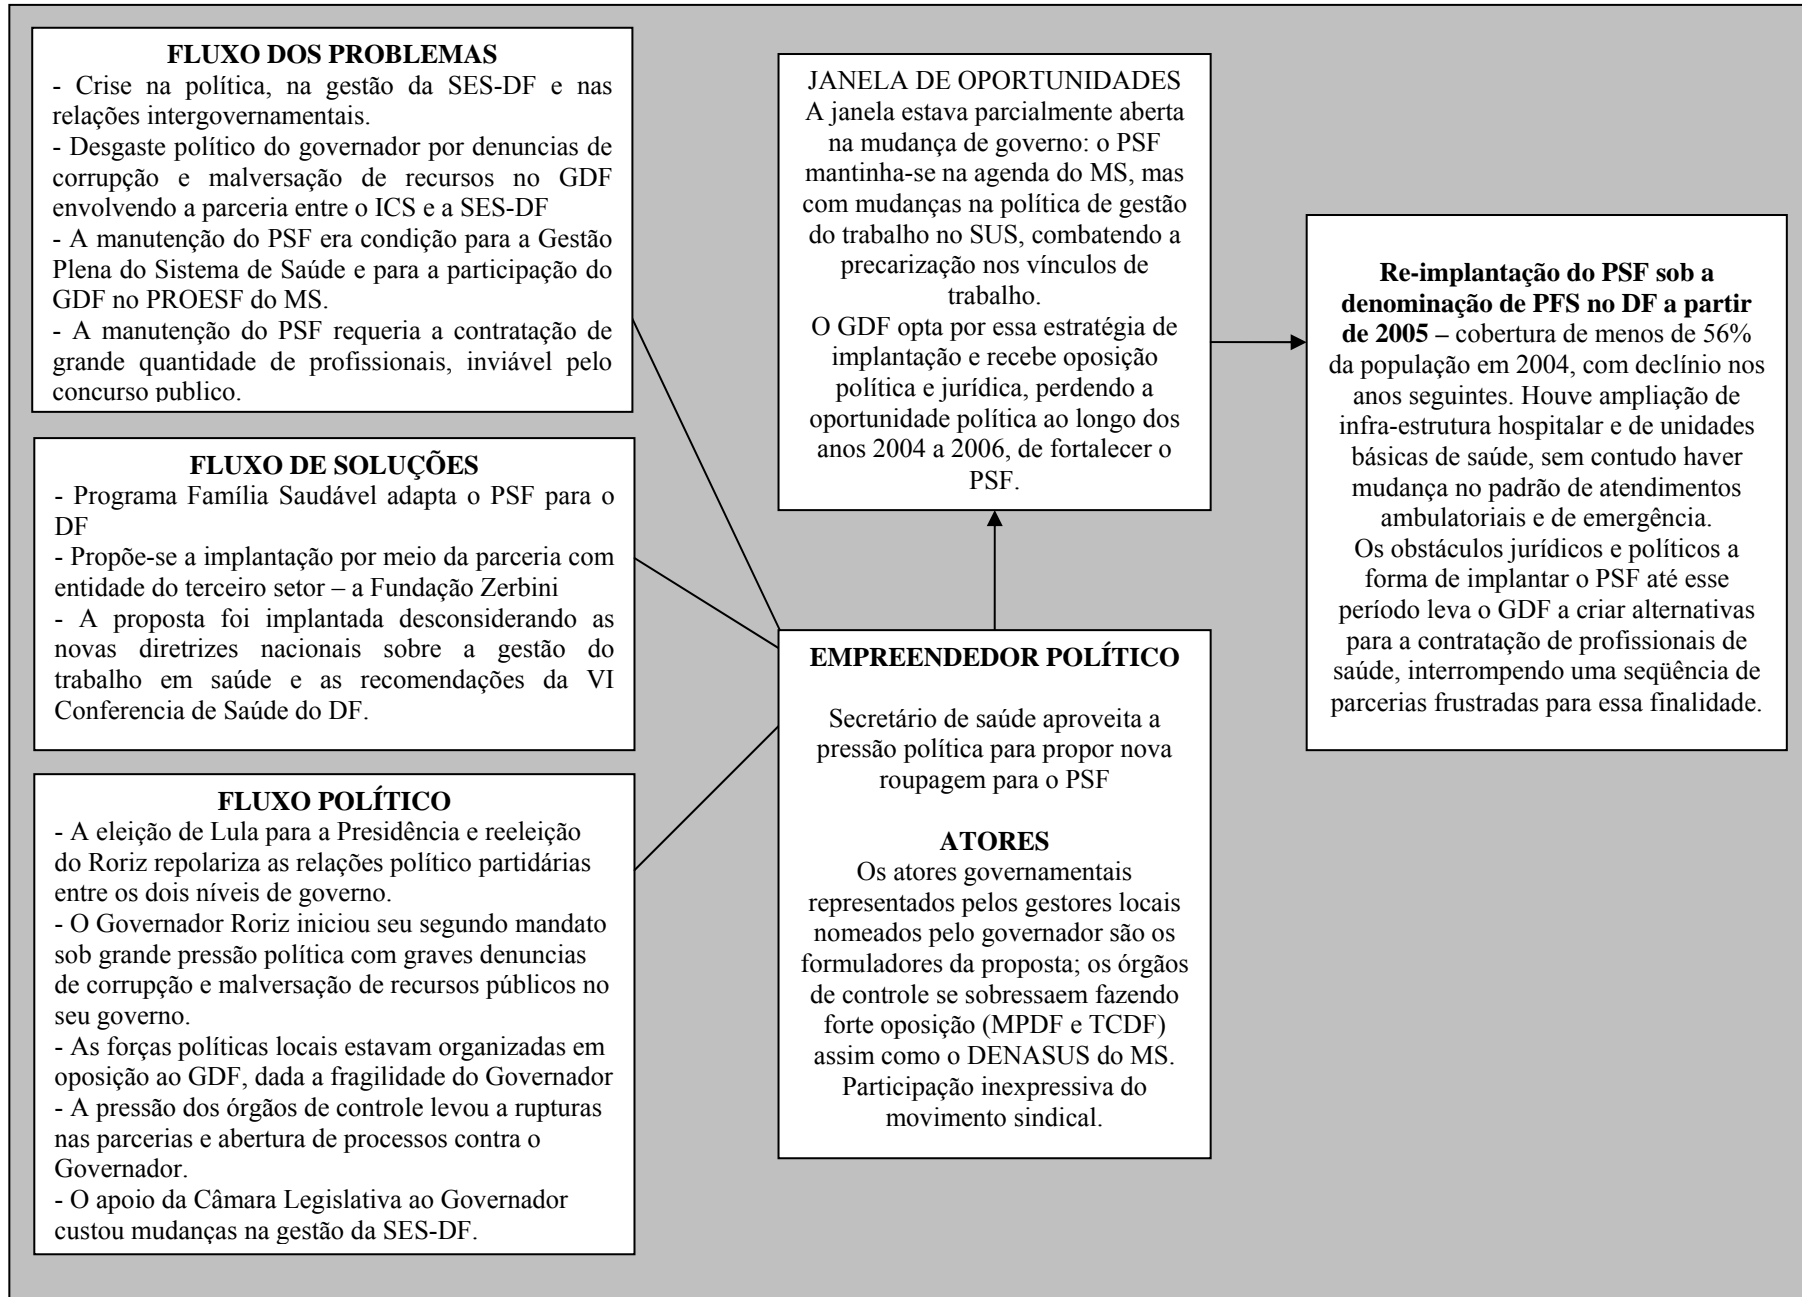 FLUXO DOS PROBLEMAS
- Crise na política, na gestão da SES-DF e nas
relações intergovernamentais.
- Desgaste político do governador por denuncias de
corrupção e malversação de recursos no GDF
envolvendo a parceria entre o ICS e a SES-DF
- A manutenção do PSF era condição para a Gestão
Plena do Sistema de Saúde e para a participação do
GDF no PROESF do MS.
- A manutenção do PSF requeria a contratação de
grande quantidade de profissionais, inviável pelo
concurso publico.
FLUXO DE SOLUÇÕES
- Programa Família Saudável adapta o PSF para o
DF
- Propõe-se a implantação por meio da parceria com
entidade do terceiro setor – a Fundação Zerbini
- A proposta foi implantada desconsiderando as
novas diretrizes nacionais sobre a gestão do
trabalho em saúde e as recomendações da VI
Conferencia de Saúde do DF.
FLUXO POLÍTICO
- A eleição de Lula para a Presidência e reeleição
do Roriz repolariza as relações político partidárias
entre os dois níveis de governo.
- O Governador Roriz iniciou seu segundo mandato
sob grande pressão política com graves denuncias
de corrupção e malversação de recursos públicos no
seu governo.
- As forças políticas locais estavam organizadas em
oposição ao GDF, dada a fragilidade do Governador
- A pressão dos órgãos de controle levou a rupturas
nas parcerias e abertura de processos contra o
Governador.
- O apoio da Câmara Legislativa ao Governador
custou mudanças na gestão da SES-DF.
JANELA DE OPORTUNIDADES
A janela estava parcialmente aberta
na mudança de governo: o PSF
mantinha-se na agenda do MS, mas
com mudanças na política de gestão
do trabalho no SUS, combatendo a
precarização nos vínculos de
trabalho.
O GDF opta por essa estratégia de
implantação e recebe oposição
política e jurídica, perdendo a
oportunidade política ao longo dos
anos 2004 a 2006, de fortalecer o
PSF.
EMPREENDEDOR POLÍTICO
Secretário de saúde aproveita a
pressão política para propor nova
roupagem para o PSF
ATORES
Os atores governamentais
representados pelos gestores locais
nomeados pelo governador são os
formuladores da proposta; os órgãos
de controle se sobressaem fazendo
forte oposição (MPDF e TCDF)
assim como o DENASUS do MS.
Participação inexpressiva do
movimento sindical.
Re-implantação do PSF sob a
denominação de PFS no DF a partir
de 2005 – cobertura de menos de 56%
da população em 2004, com declínio nos
anos seguintes. Houve ampliação de
infra-estrutura hospitalar e de unidades
básicas de saúde, sem contudo haver
mudança no padrão de atendimentos
ambulatoriais e de emergência.
Os obstáculos jurídicos e políticos a
forma de implantar o PSF até esse
período leva o GDF a criar alternativas
para a contratação de profissionais de
saúde, interrompendo uma seqüência de
parcerias frustradas para essa finalidade.